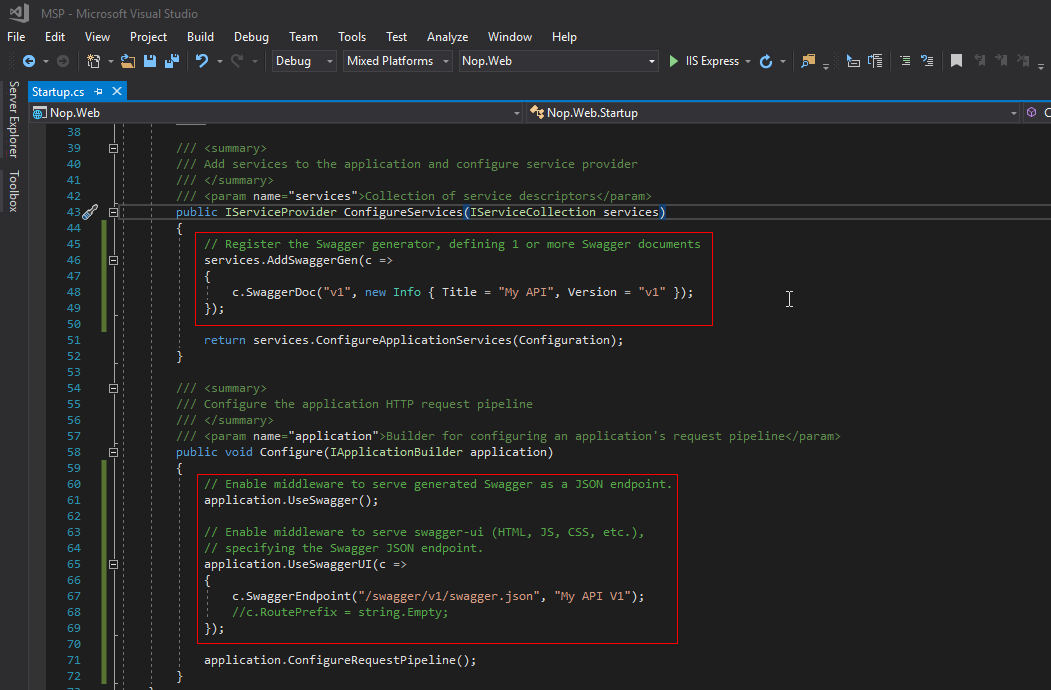 MSP - Microsoft Visual Studio
File Edit View Project Build Debug Team Tools Test Analyze Window Help
Debug Mixed Platforms Nop.Web IIS Express
Server Explorer
Toolbox
Startup.cs
Nop.Web Nop.Web.Startup C
38
39 /// <summary>
40 /// Add services to the application and configure service provider
41 /// </summary>
42 /// <param name="services">Collection of service descriptors</param>
43 public IServiceProvider ConfigureServices(IServiceCollection services)
44 {
45 // Register the Swagger generator, defining 1 or more Swagger documents
46 services.AddSwaggerGen(c =>
47 {
48 c.SwaggerDoc("v1", new Info { Title = "My API", Version = "v1" });
49 });
50
51 return services.ConfigureApplicationServices(Configuration);
52 }
53
54 /// <summary>
55 /// Configure the application HTTP request pipeline
56 /// </summary>
57 /// <param name="application">Builder for configuring an application's request pipeline</param>
58 public void Configure(IApplicationBuilder application)
59 {
60 // Enable middleware to serve generated Swagger as a JSON endpoint.
61 application.UseSwagger();
62
63 // Enable middleware to serve swagger-ui (HTML, JS, CSS, etc.),
64 // specifying the Swagger JSON endpoint.
65 application.UseSwaggerUI(c =>
66 {
67 c.SwaggerEndpoint("/swagger/v1/swagger.json", "My API V1");
68 //c.RoutePrefix = string.Empty;
69 });
70
71 application.ConfigureRequestPipeline();
72 }